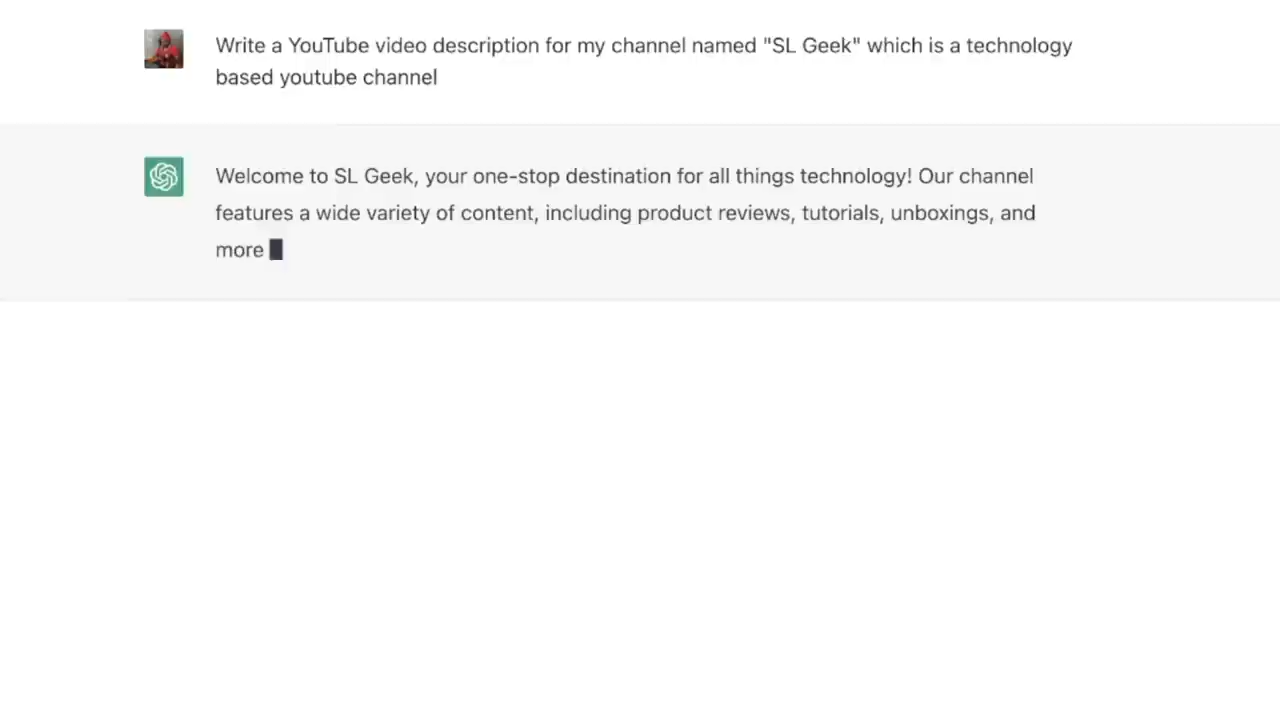 Write a YouTube video description for my channel named "SL Geek" which is a technology
based youtube channel
Welcome to SL Geek, your one-stop destination for all things technology! Our channel
features a wide variety of content, including product reviews, tutorials, unboxings, and
more